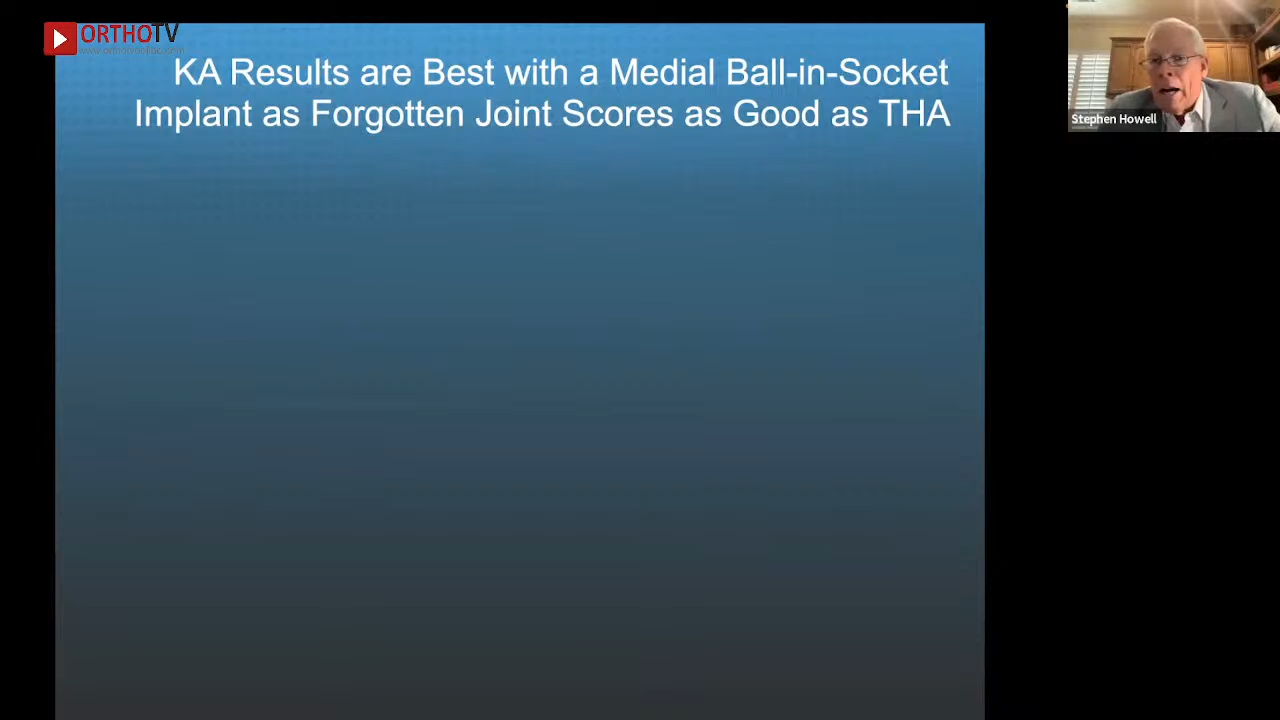 ORTHOTV
KA Results are Best with a Medial Ball-in-Socket
Implant as Forgotten Joint Scores as Good as THA
Stephen Howell